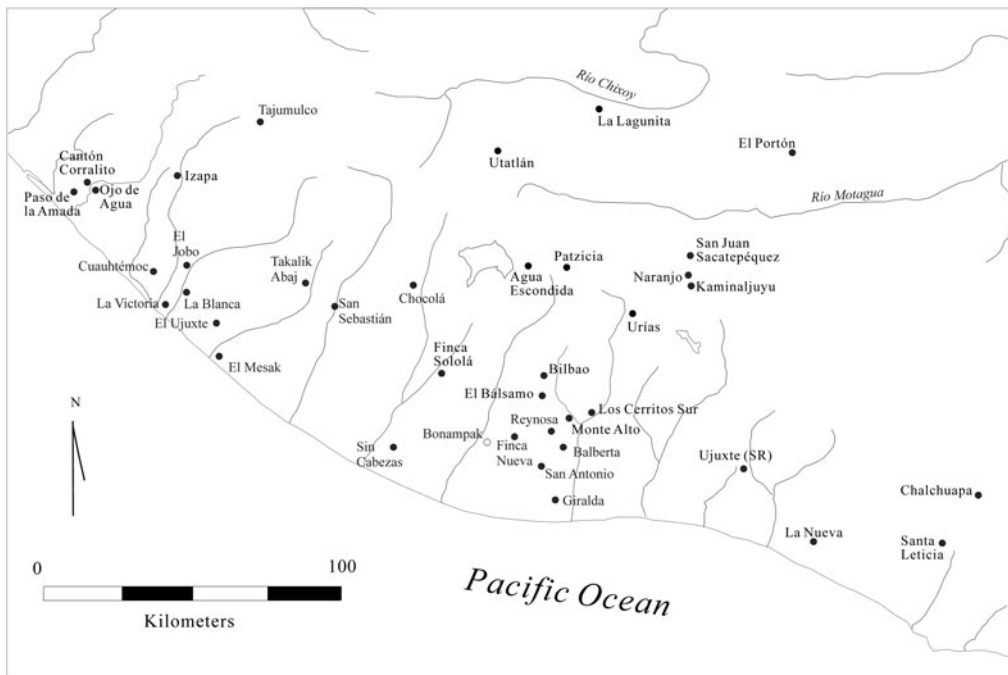 Río Chixoy
Tajumulco
La Lagunita
El Portón
Utatlán
Cantón
Corralito
Izapa
Paso de
la Amada
Ojo de
Agua
Río Motagua
El
Jobo
San Juan
Sacatepéquez
Cuauhtémoc
Takalik
Abaj
Patzicia
Naranjo
Agua
Escondida
Kaminaljuyu
Chocolá
La Victoria
La Blanca
San
Sebastián
El Ujuxte
Urías
Finca
Sololá
El Mesak
Bilbao
El Bálsamo
N
Los Cerritos Sur
Reynosa
Monte Alto
Bonampak
Finca
Nueva
Sin
Cabezas
Balberta
Ujuxte (SR)
San Antonio
Chalchuapa
Giralda
La Nueva
Santa
Leticia
0 100
Kilometers
Pacific Ocean